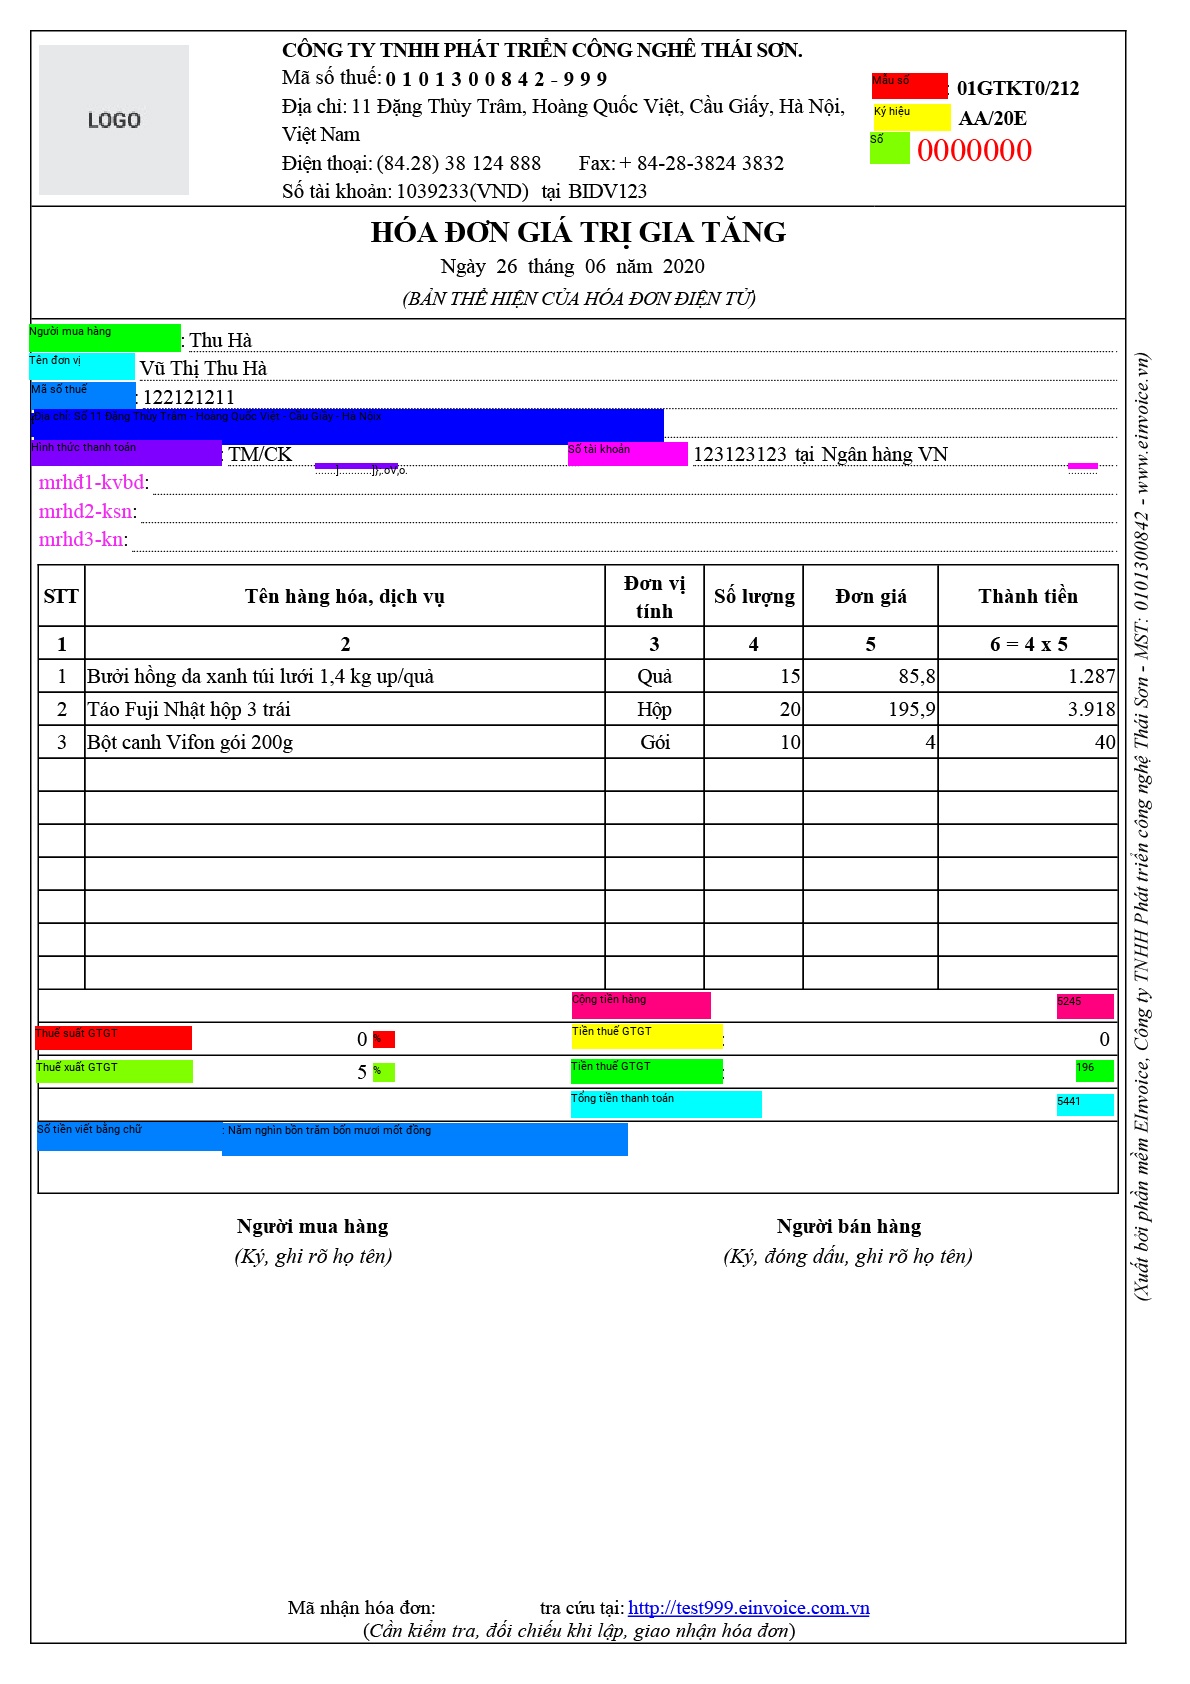 LOGO
CÔNG TY TNHH PHÁT TRIỂN CÔNG NGHỆ THÁI SƠN.
Mã số thuế: 0 1 0 1 3 0 0 8 4 2 - 9 9 9
Địa chỉ: 11 Đặng Thùy Trâm, Hoàng Quốc Việt, Cầu Giấy, Hà Nội,
Việt Nam
Điện thoại: (84.28) 38 124 888 Fax: + 84-28-3824 3832
Số tài khoản: 1039233(VND) tại BIDV123
Mẫu số : 01GTKT0/212
Ký hiệu AA/20E
Số 0000000
HÓA ĐƠN GIÁ TRỊ GIA TĂNG
Ngày 26 tháng 06 năm 2020
(BẢN THỂ HIỆN CỦA HÓA ĐƠN ĐIỆN TỬ)
Người mua hàng : Thu Hà
Tên đơn vị Vũ Thị Thu Hà
Mã số thuế : 122121211
Địa chỉ: Số 11 Đặng Thùy Trâm - Hoàng Quốc Việt - Cầu Giấy - Hà Nội
Hình thức thanh toán : TM/CK Số tài khoản 123123123 tại Ngân hàng VN
mrhđ1-kvbd:
mrhd2-ksn:
mrhd3-kn:
STT Tên hàng hóa, dịch vụ Đơn vị tính Số lượng Đơn giá Thành tiền
1 2 3 4 5 6 = 4 x 5
1 Bưởi hồng da xanh túi lưới 1,4 kg up/quả Quả 15 85,8 1.287
2 Táo Fuji Nhật hộp 3 trái Hộp 20 195,9 3.918
3 Bột canh Vifon gói 200g Gói 10 4 40
Cộng tiền hàng 5245
Thuế suất GTGT 0 % Tiền thuế GTGT : 0
Thuế xuất GTGT 5 % Tiền thuế GTGT : 196
Tổng tiền thanh toán 5441
Số tiền viết bằng chữ : Năm nghìn bốn trăm bốn mươi mốt đồng
Người mua hàng Người bán hàng
(Ký, ghi rõ họ tên) (Ký, đóng dấu, ghi rõ họ tên)
Mã nhận hóa đơn: tra cứu tại: http://test999.einvoice.com.vn
(Cần kiểm tra, đối chiếu khi lập, giao nhận hóa đơn)
(Xuất bởi phần mềm EInvoice, Công ty TNHH Phát triển công nghệ Thái Sơn - MST: 0101300842 - www.einvoice.vn)